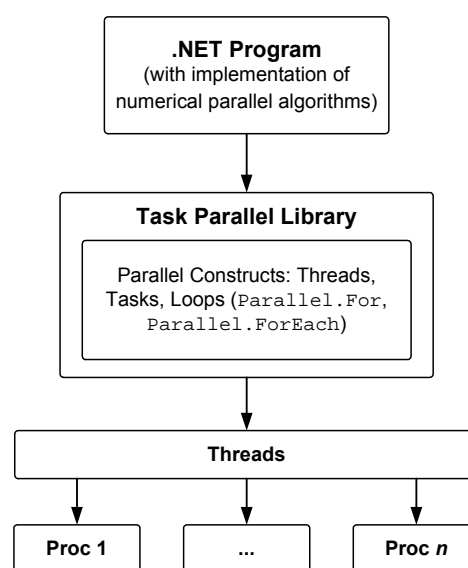 .NET Program
(with implementation of
numerical parallel algorithms)
Task Parallel Library
Parallel Constructs: Threads,
Tasks, Loops (Parallel.For,
Parallel.ForEach)
Threads
Proc 1
...
Proc n